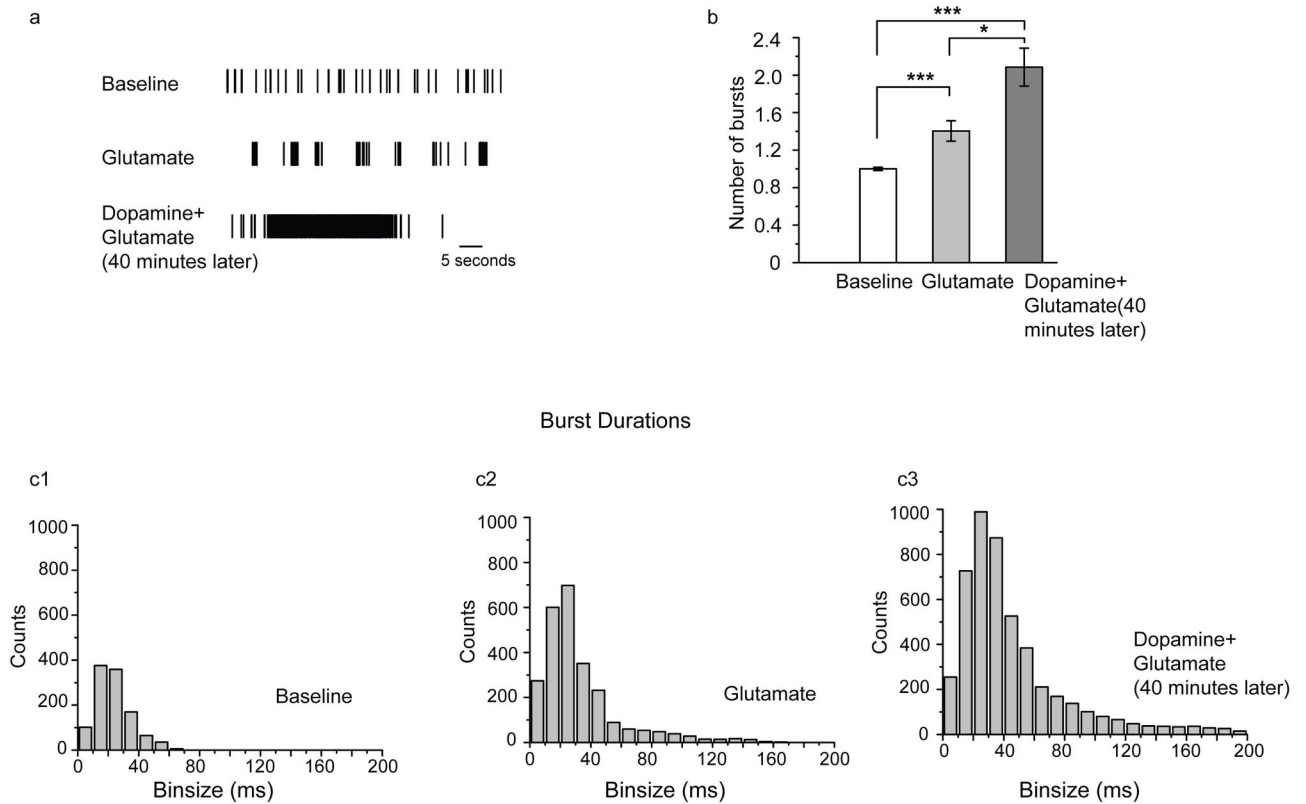 a
Baseline
Glutamate
Dopamine+
Glutamate
(40 minutes later)
5 seconds
b
***
*
***
Number of bursts
2.4
2.0
1.6
1.2
0.8
0.4
0
Baseline
Glutamate
Dopamine+
Glutamate(40
minutes later)
Burst Durations
c1
1000
800
600
400
200
0
Counts
0 40 80 120 160 200
Binsize (ms)
Baseline
c2
1000
800
600
400
200
0
Counts
0 40 80 120 160 200
Binsize (ms)
Glutamate
c3
1000
800
600
400
200
0
Counts
0 40 80 120 160 200
Binsize (ms)
Dopamine+
Glutamate
(40 minutes later)